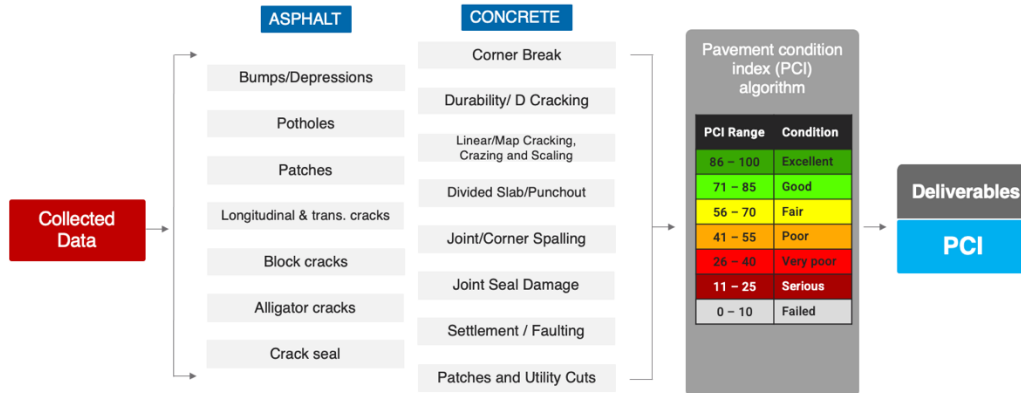 Collected
Data
ASPHALT
Bumps/Depressions
Potholes
Patches
Longitudinal & trans. cracks
Block cracks
Alligator cracks
Crack seal
CONCRETE
Corner Break
Durability/ D Cracking
Linear/Map Cracking,
Crazing and Scaling
Divided Slab/Punchout
Joint/Corner Spalling
Joint Seal Damage
Settlement / Faulting
Patches and Utility Cuts
Pavement condition
index (PCI)
algorithm
PCI Range Condition
86 – 100 Excellent
71 – 85 Good
56 – 70 Fair
41 – 55 Poor
26 – 40 Very poor
11 – 25 Serious
0 – 10 Failed
Deliverables
PCI